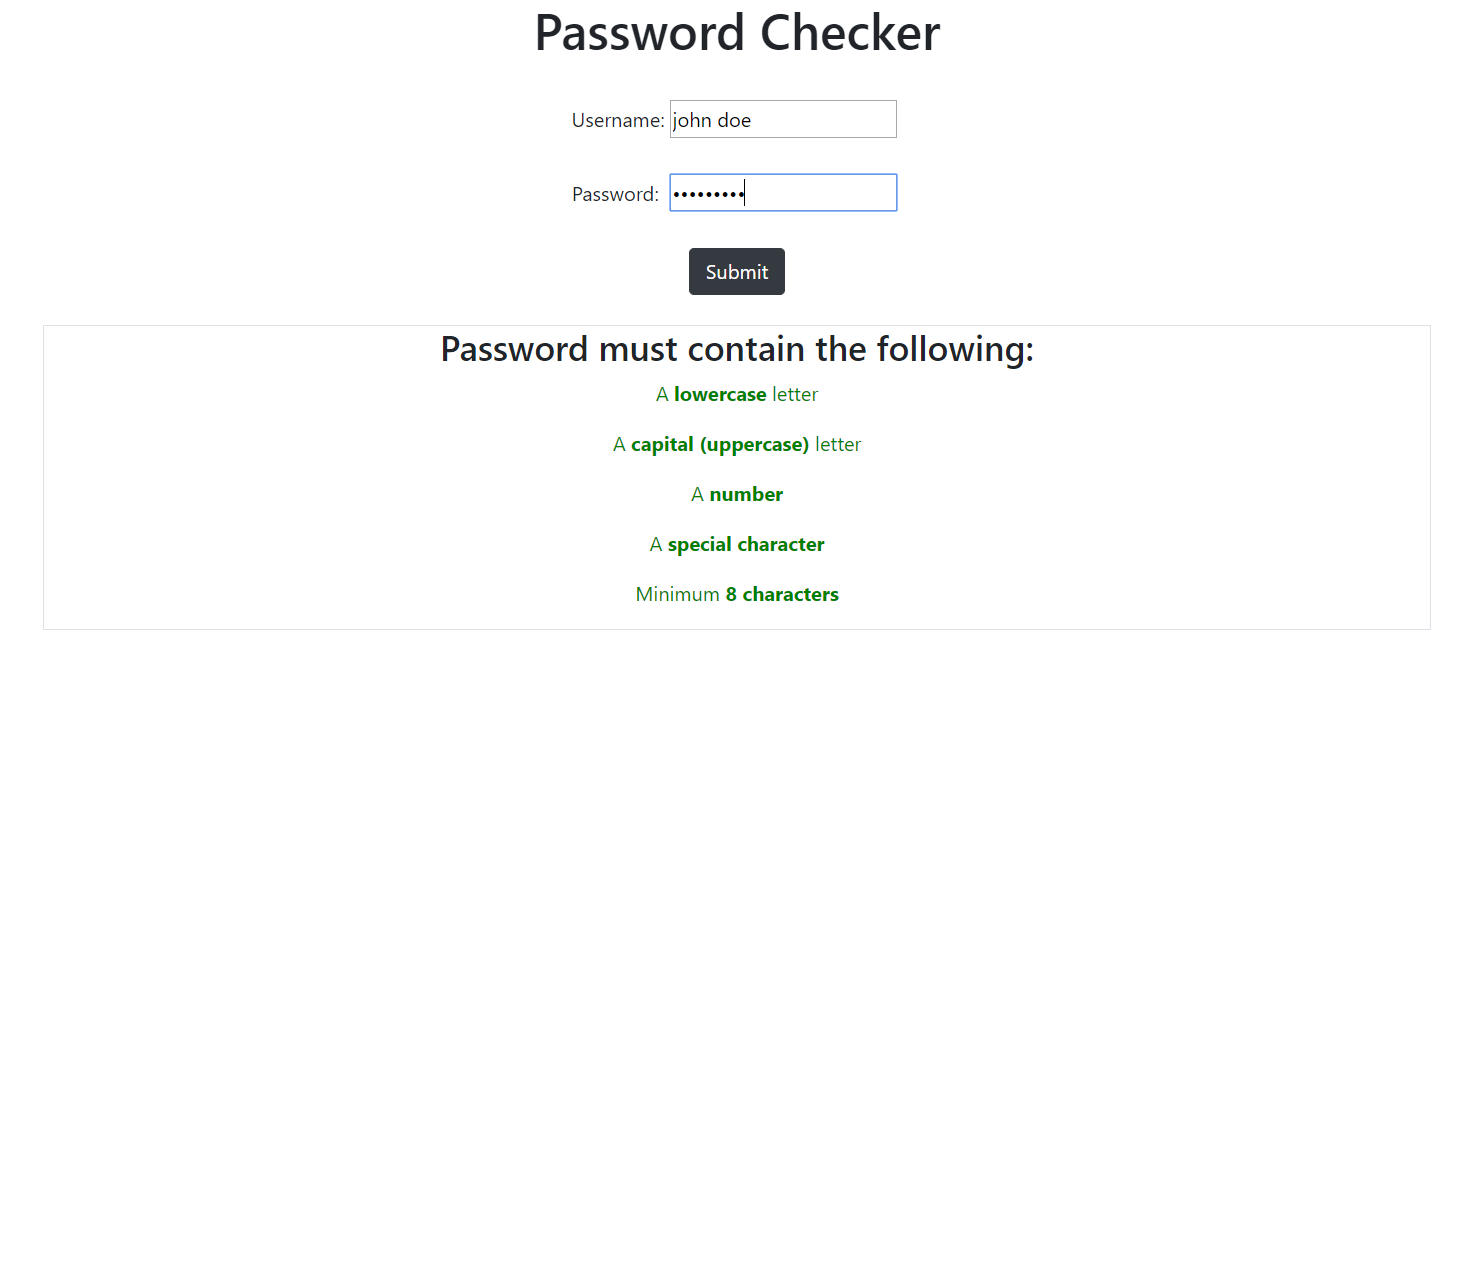 Password Checker
Username: john doe
Password: •••••••••
Submit
Password must contain the following:
A lowercase letter
A capital (uppercase) letter
A number
A special character
Minimum 8 characters